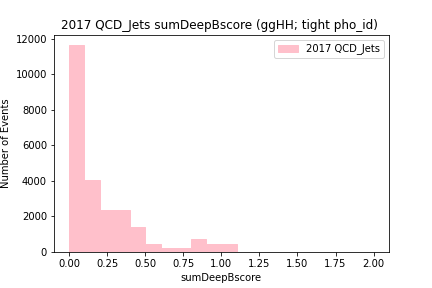 2017 QCD_Jets sumDeepBscore (ggHH; tight pho_id)
2017 QCD_Jets
Number of Events
12000
10000
8000
6000
4000
2000
0
0.00 0.25 0.50 0.75 1.00 1.25 1.50 1.75 2.00
sumDeepBscore